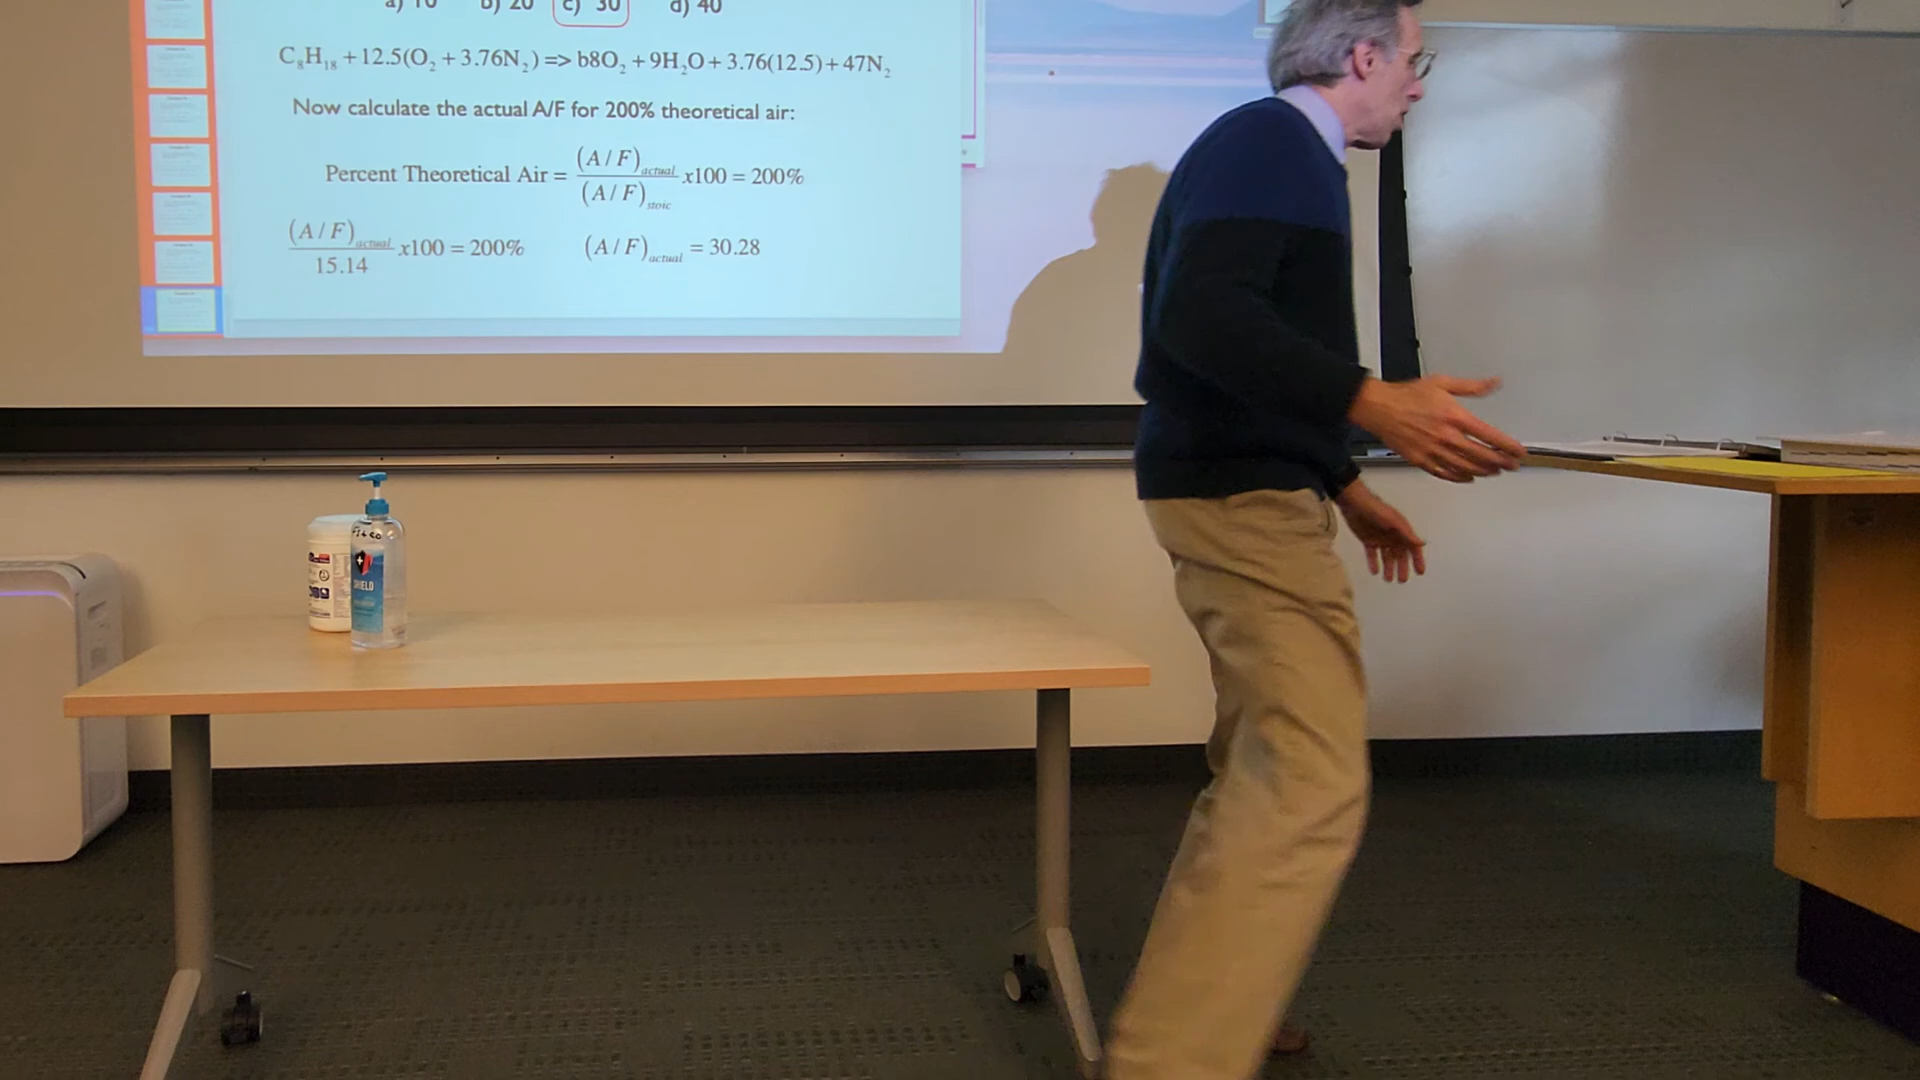 a) 10 b) 20 c) 30 d) 40
C₈H₁₈ + 12.5(O₂ + 3.76N₂) => b8O₂ + 9H₂O + 3.76(12.5) + 47N₂
Now calculate the actual A/F for 200% theoretical air:
Percent Theoretical Air = (A / F)actual / (A / F)stoic x100 = 200%
(A / F)actual / 15.14 x100 = 200% (A / F)actual = 30.28
SHIELD